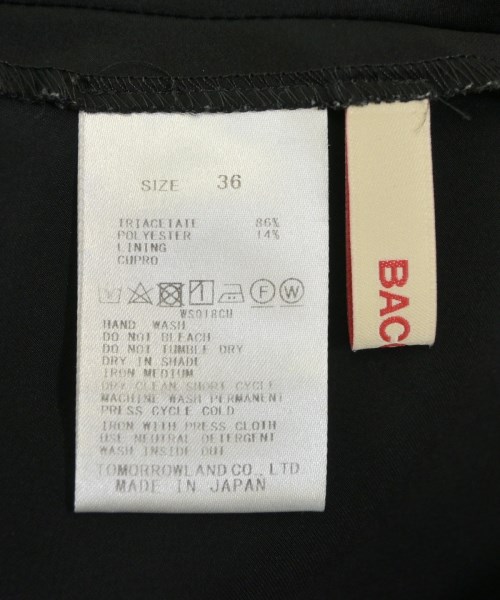 SIZE 36
TRIACETATE 86%
POLYESTER 14%
LINING
CUPRO
F W
WS018CU
HAND WASH
DO NOT BLEACH
DO NOT TUMBLE DRY
DRY IN SHADE
IRON MEDIUM
DRY CLEAN SHORT CYCLE
MACHINE WASH PERMANENT
PRESS CYCLE COLD
IRON WITH PRESS CLOTH
USE NEUTRAL DETERGENT
WASH INSIDE OUT
TOMORROWLAND CO., LTD
MADE IN JAPAN
BAC